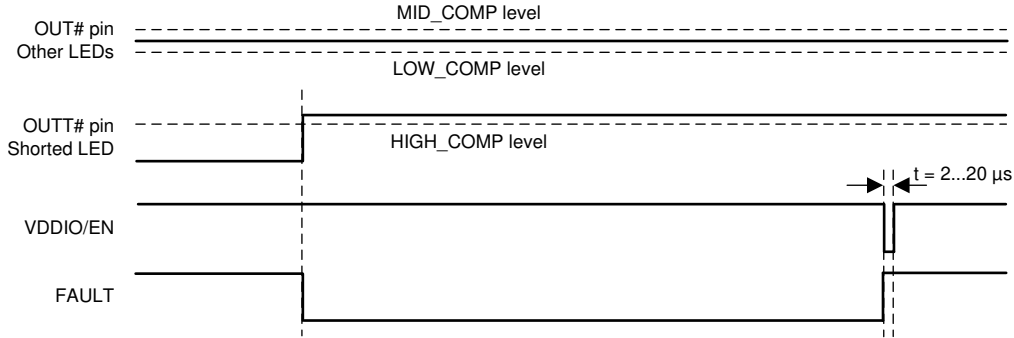 MID_COMP level
OUT# pin
Other LEDs
LOW_COMP level
OUTT# pin
Shorted LED
HIGH_COMP level
t = 2...20 µs
VDDIO/EN
FAULT